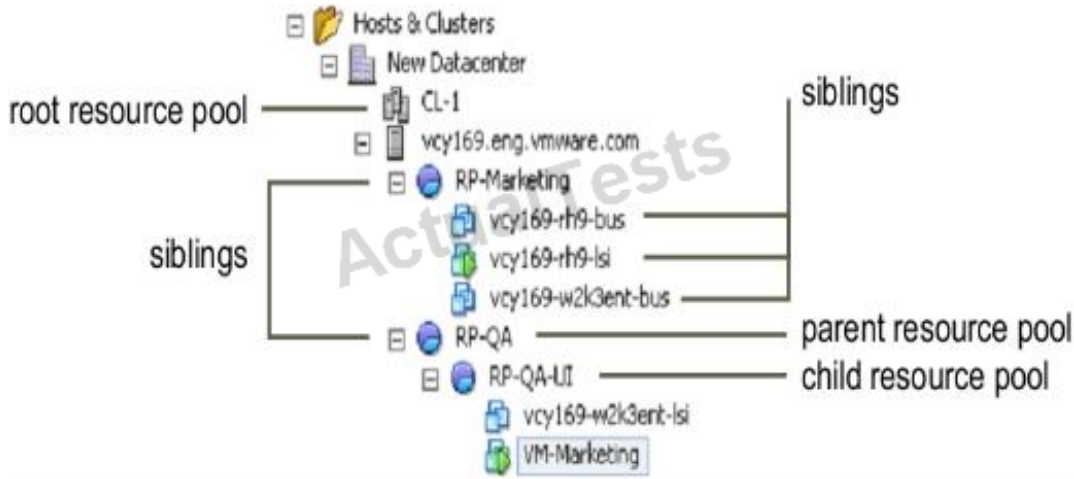 Hosts & Clusters
New Datacenter
root resource pool
CL-1
siblings
vcy169.eng.vmware.com
RP-Marketing
ActualTests
vcy169-rh9-bus
siblings
vcy169-rh9-lsi
vcy169-w2k3ent-bus
RP-QA
parent resource pool
RP-QA-UI
child resource pool
vcy169-w2k3ent-lsi
VM-Marketing